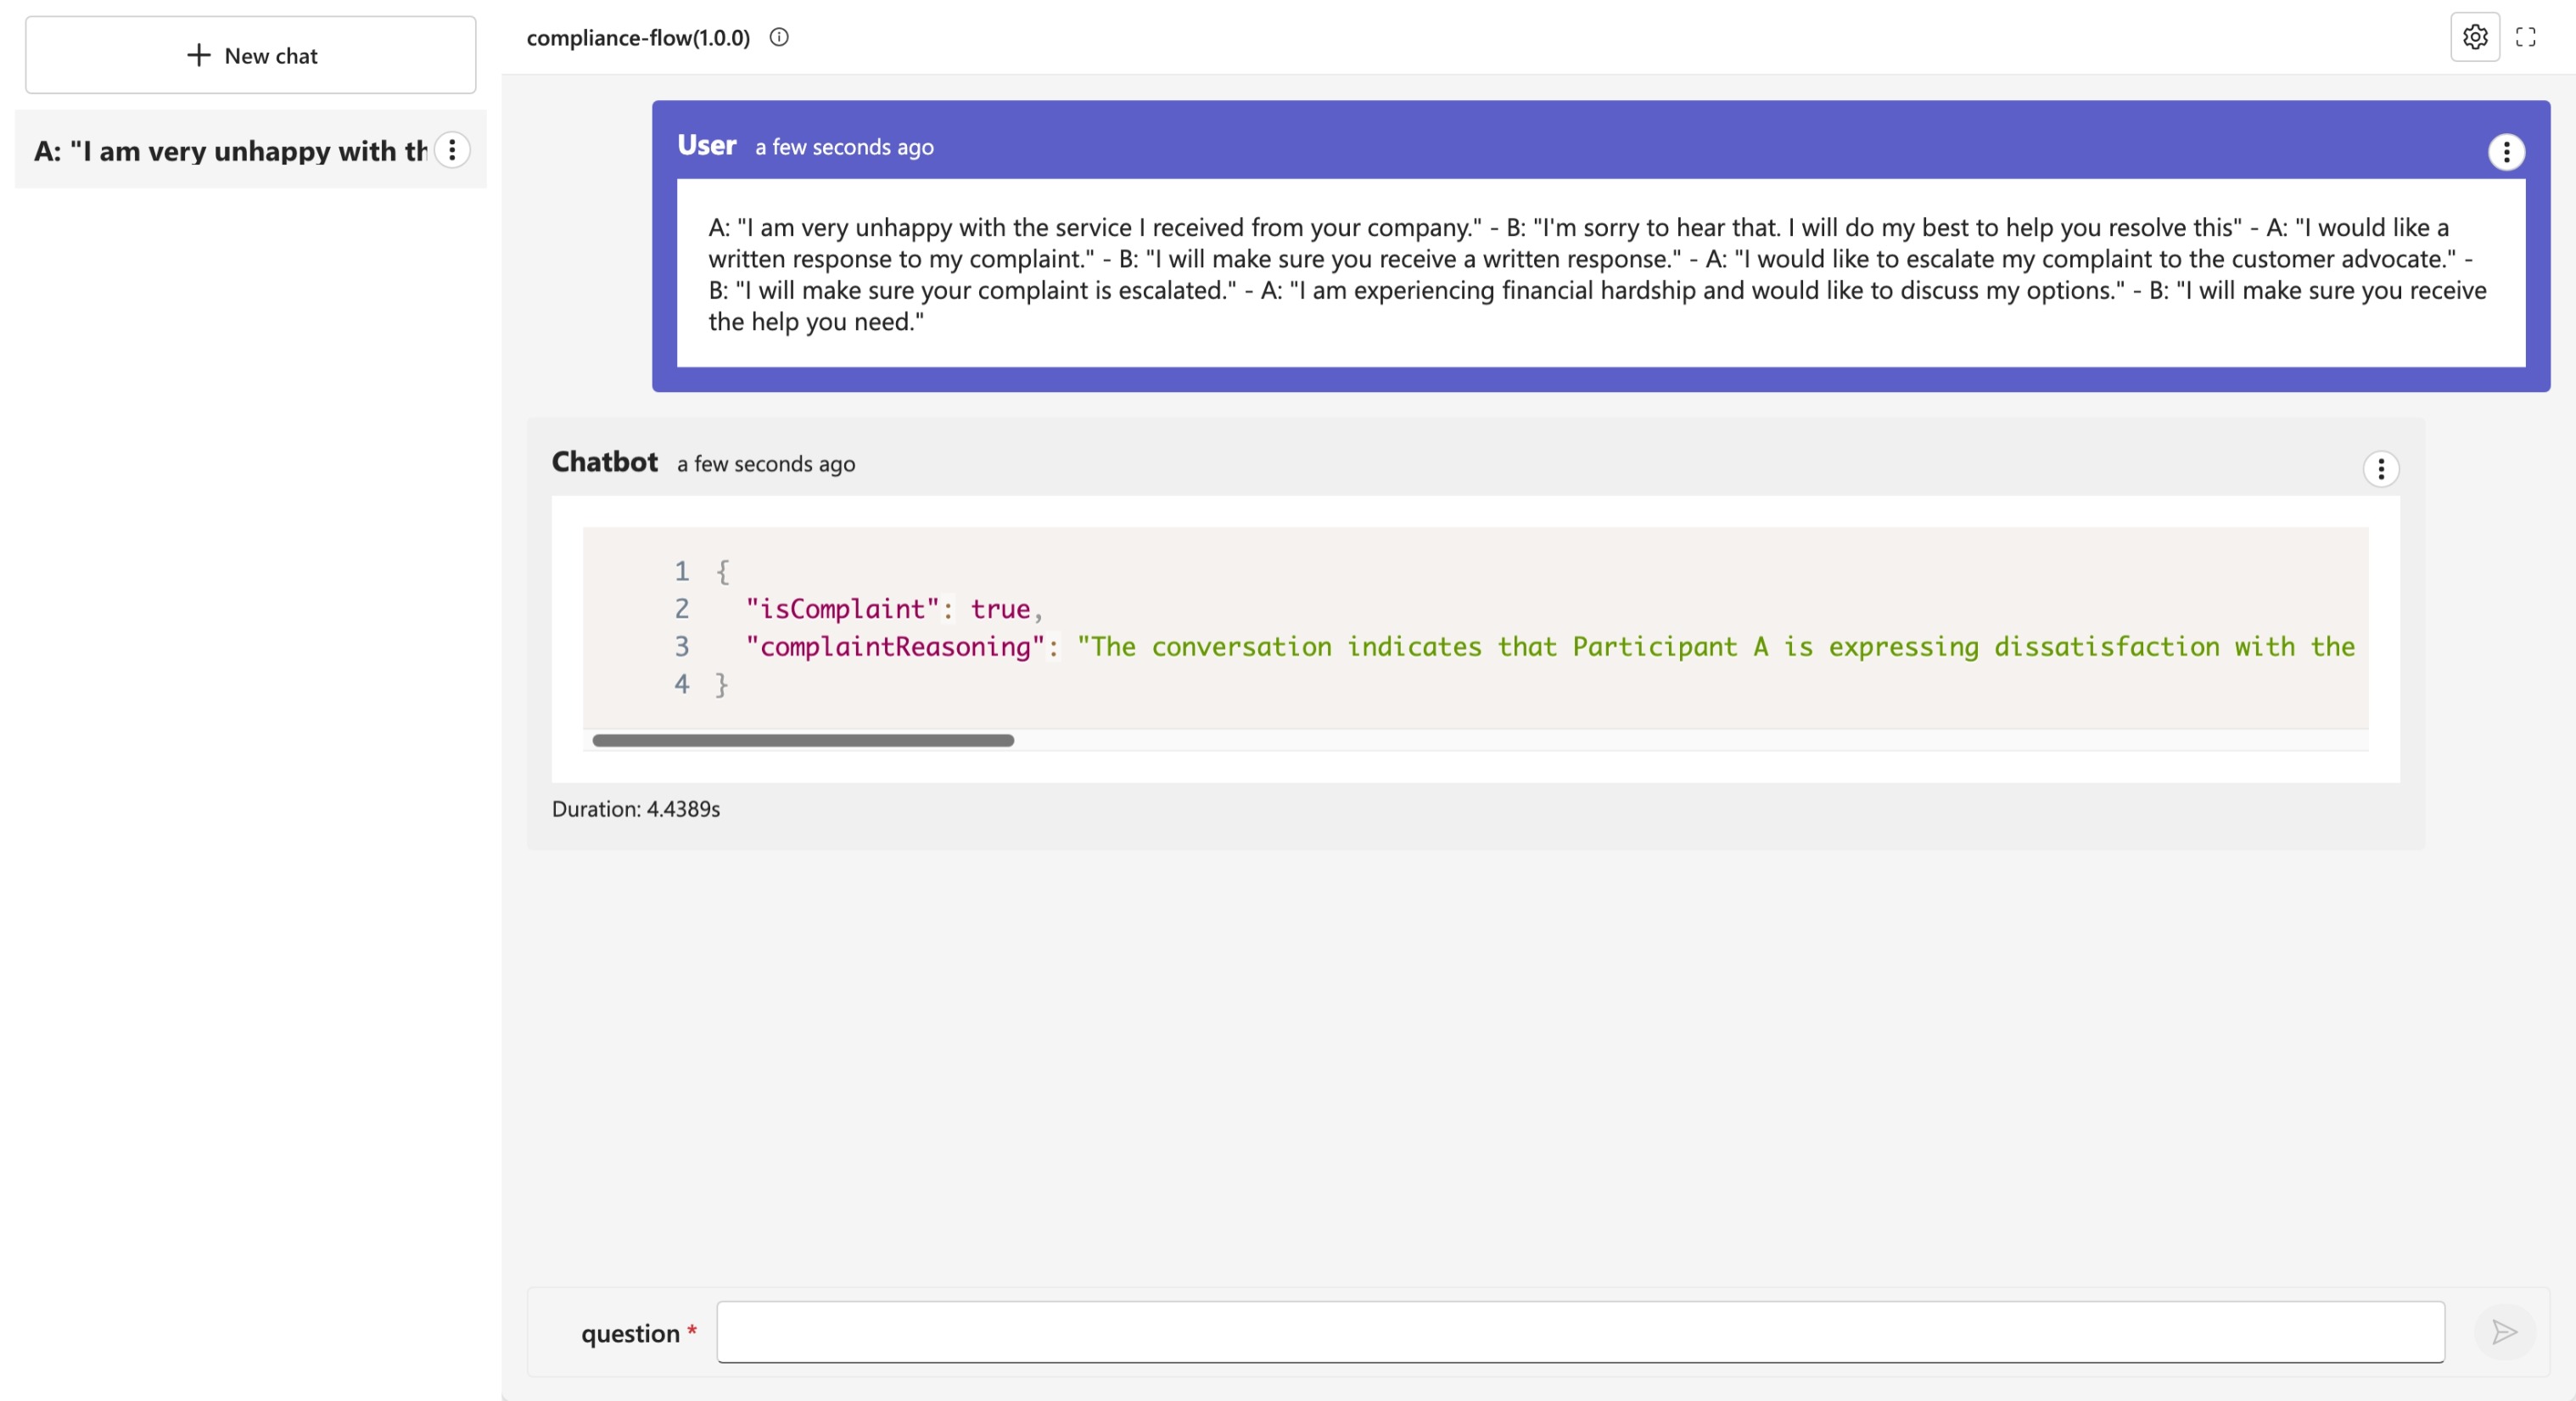 New chat
A: "I am very unhappy with th
compliance-flow(1.0.0)
User a few seconds ago
A: "I am very unhappy with the service I received from your company." - B: "I'm sorry to hear that. I will do my best to help you resolve this" - A: "I would like a
written response to my complaint." - B: "I will make sure you receive a written response." - A: "I would like to escalate my complaint to the customer advocate." -
B: "I will make sure your complaint is escalated." - A: "I am experiencing financial hardship and would like to discuss my options." - B: "I will make sure you receive
the help you need."
Chatbot a few seconds ago
1 {
2 "isComplaint": true,
3 "complaintReasoning": "The conversation indicates that Participant A is expressing dissatisfaction with the
4 }
Duration: 4.4389s
question *